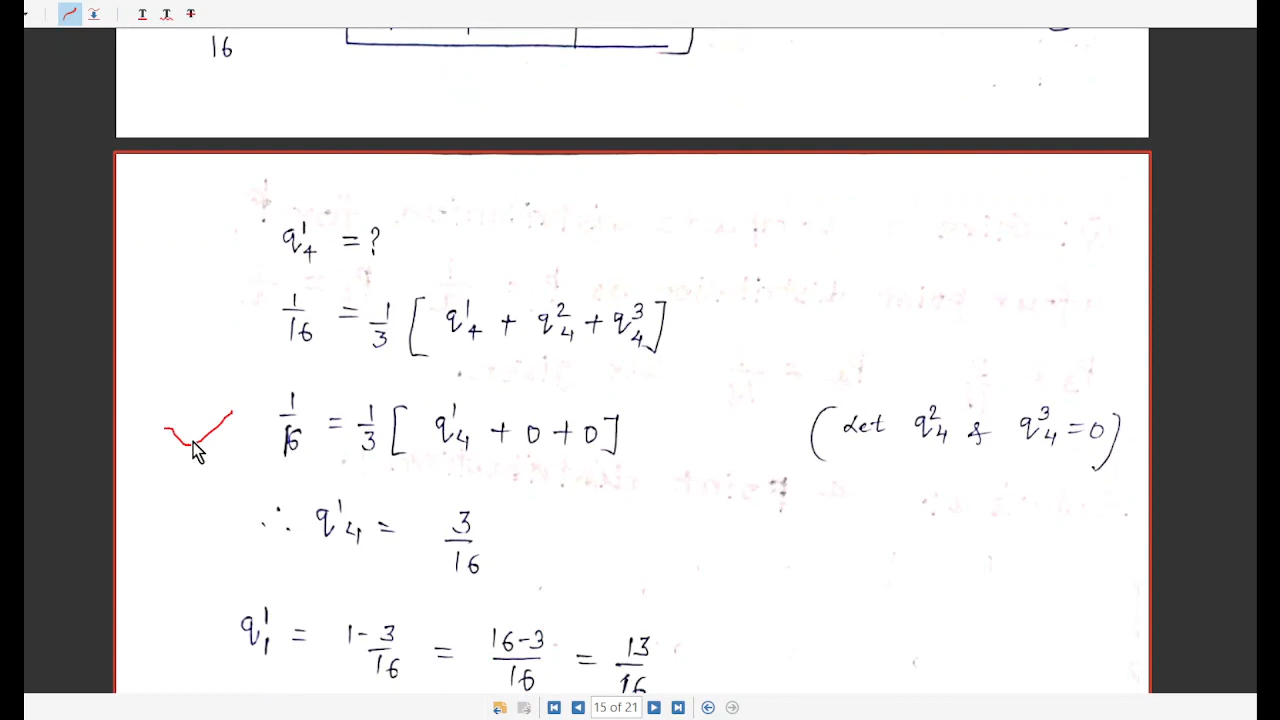 T T T
16
q¹₄ = ?
1/16 = 1/3 [ q¹₄ + q²₄ + q³₄ ]
1/16 = 1/3 [ q¹₄ + 0 + 0 ] ( Let q²₄ & q³₄ = 0 )
∴ q¹₄ = 3/16
q¹₁ = 1 - 3/16 = 16-3/16 = 13/16
15 of 21